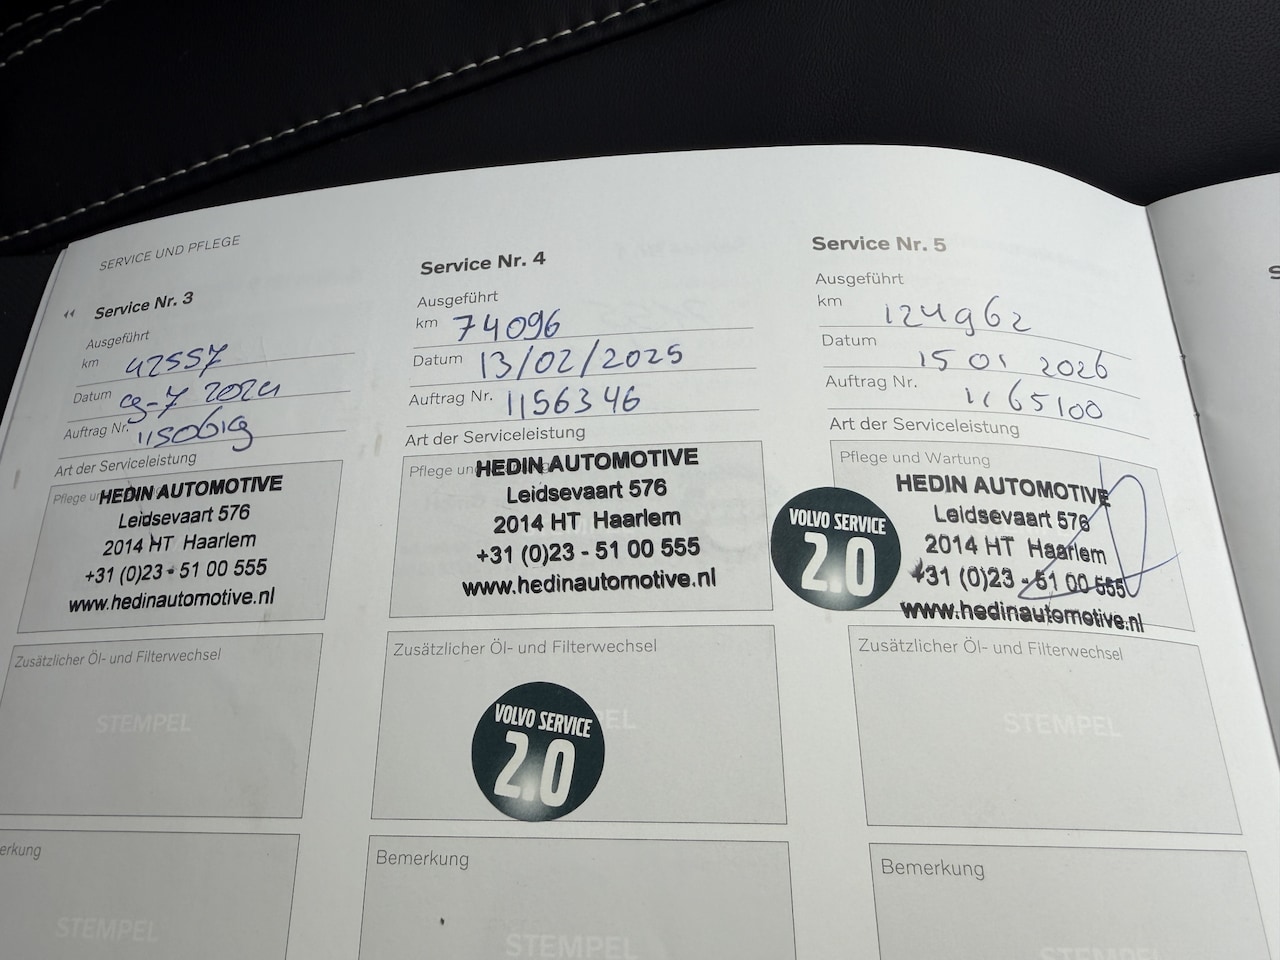 SERVICE UND PFLEGE
Service Nr. 3
Ausgeführt
km 42557
Datum 9-7 2024
Auftrag Nr. 1150619
Art der Serviceleistung
Pflege
HEDIN AUTOMOTIVE
Leidsevaart 576
2014 HT Haarlem
+31 (0)23 - 51 00 555
www.hedinautomotive.nl
Zusätzlicher Öl- und Filterwechsel
STEMPEL
STEMPEL
Service Nr. 4
Ausgeführt
km 74096
Datum 13/02/2025
Auftrag Nr. 1156346
Art der Serviceleistung
Pflege
HEDIN AUTOMOTIVE
Leidsevaart 576
2014 HT Haarlem
+31 (0)23 - 51 00 555
www.hedinautomotive.nl
Zusätzlicher Öl- und Filterwechsel
VOLVO SERVICE
2.0
Bemerkung
STEMPEL
Service Nr. 5
Ausgeführt
km 124962
Datum 15 01 2026
Auftrag Nr. 1165100
Art der Serviceleistung
Pflege und Wartung
VOLVO SERVICE
2.0
HEDIN AUTOMOTIVE
Leidsevaart 576
2014 HT Haarlem
+31 (0)23 - 51 00 555
www.hedinautomotive.nl
Zusätzlicher Öl- und Filterwechsel
STEMPEL
Bemerkung